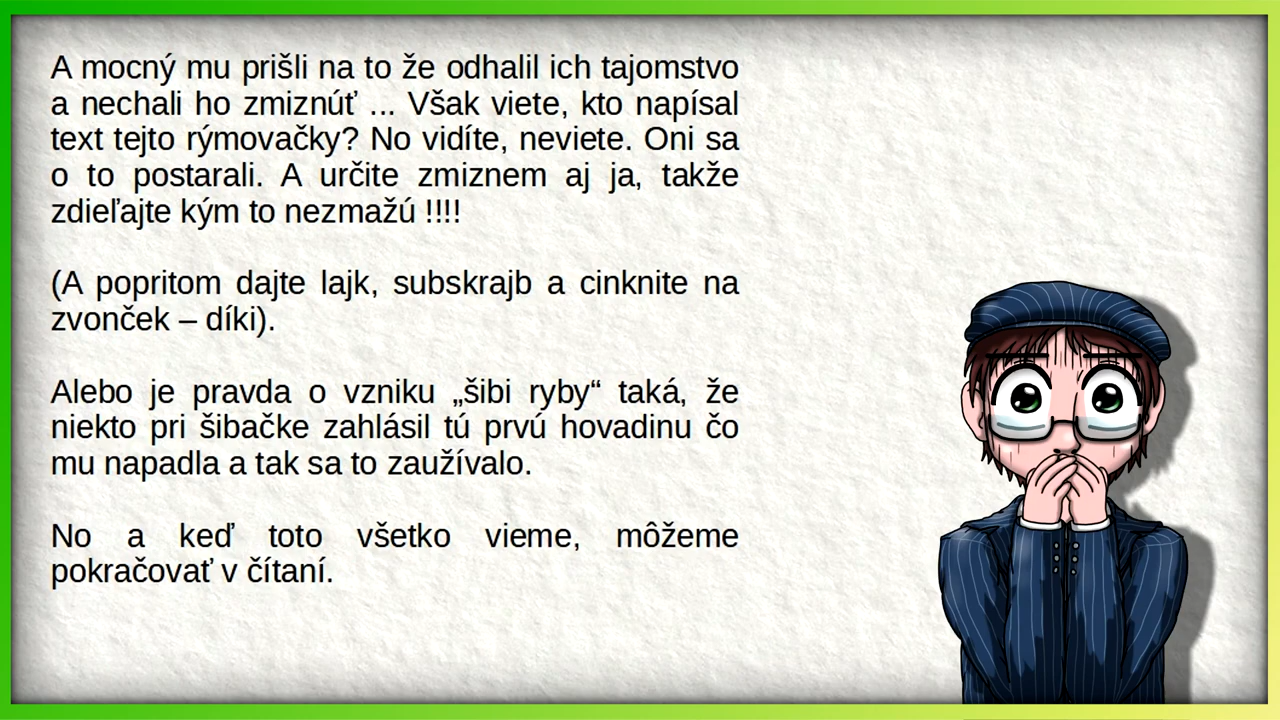 A mocný mu prišli na to že odhalil ich tajomstvo
a nechali ho zmiznúť ... Však viete, kto napísal
text tejto rýmovačky? No vidíte, neviete. Oni sa
o to postarali. A určite zmiznem aj ja, takže
zdieľajte kým to nezmažú !!!!
(A popritom dajte lajk, subskrajb a cinknite na
zvonček – díki).
Alebo je pravda o vzniku „šibi ryby“ taká, že
niekto pri šibačke zahlásil tú prvú hovadinu čo
mu napadla a tak sa to zaužívalo.
No a keď toto všetko vieme, môžeme
pokračovať v čítaní.